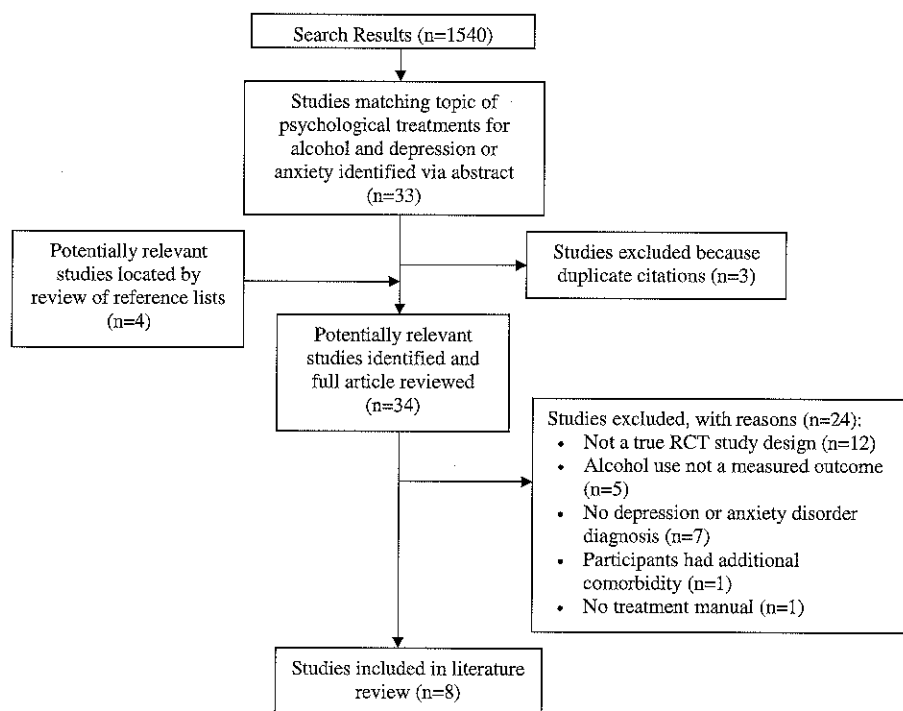 Search Results (n=1540)
Studies matching topic of
psychological treatments for
alcohol and depression or
anxiety identified via abstract
(n=33)
Potentially relevant
studies located by
review of reference lists
(n=4)
Studies excluded because
duplicate citations (n=3)
Potentially relevant
studies identified and
full article reviewed
(n=34)
Studies excluded, with reasons (n=24):
• Not a true RCT study design (n=12)
• Alcohol use not a measured outcome
(n=5)
• No depression or anxiety disorder
diagnosis (n=7)
• Participants had additional
comorbidity (n=1)
• No treatment manual (n=1)
Studies included in literature
review (n=8)